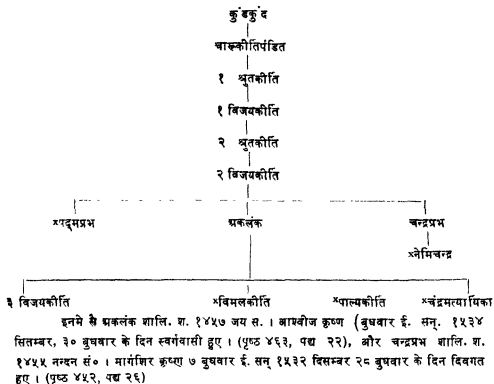 कुंडकुंद
चारुकीतिपंडित
१ श्रुतकीति
१ विजयकीति
२ श्रुतकीति
२ विजयकीति
×पद्मप्रभ अकलंक चन्द्रप्रभ
×नेमिचन्द्र
३ विजयकीति ×विमलकीति ×पाल्यकीति ×चंद्रमत्यायिका
इनमे सै अकलंक शालि. श. १४५७ जय स. । आश्वीज कृष्ण (बुधवार ई. सन्. १५३४
सितम्बर, ३० बुधवार के दिन स्वर्गवासी हुए । (पृष्ठ ४६३, पद्य २२), और चन्द्रप्रभ शालि. श.
१४५५ नन्दन सं० । मार्गशिर कृष्ण ७ बुधवार ई. सन् १५३२ दिसम्बर २८ बुधवार के दिन दिवगत
हुए । (पृष्ठ ४५२, पद्य २६)